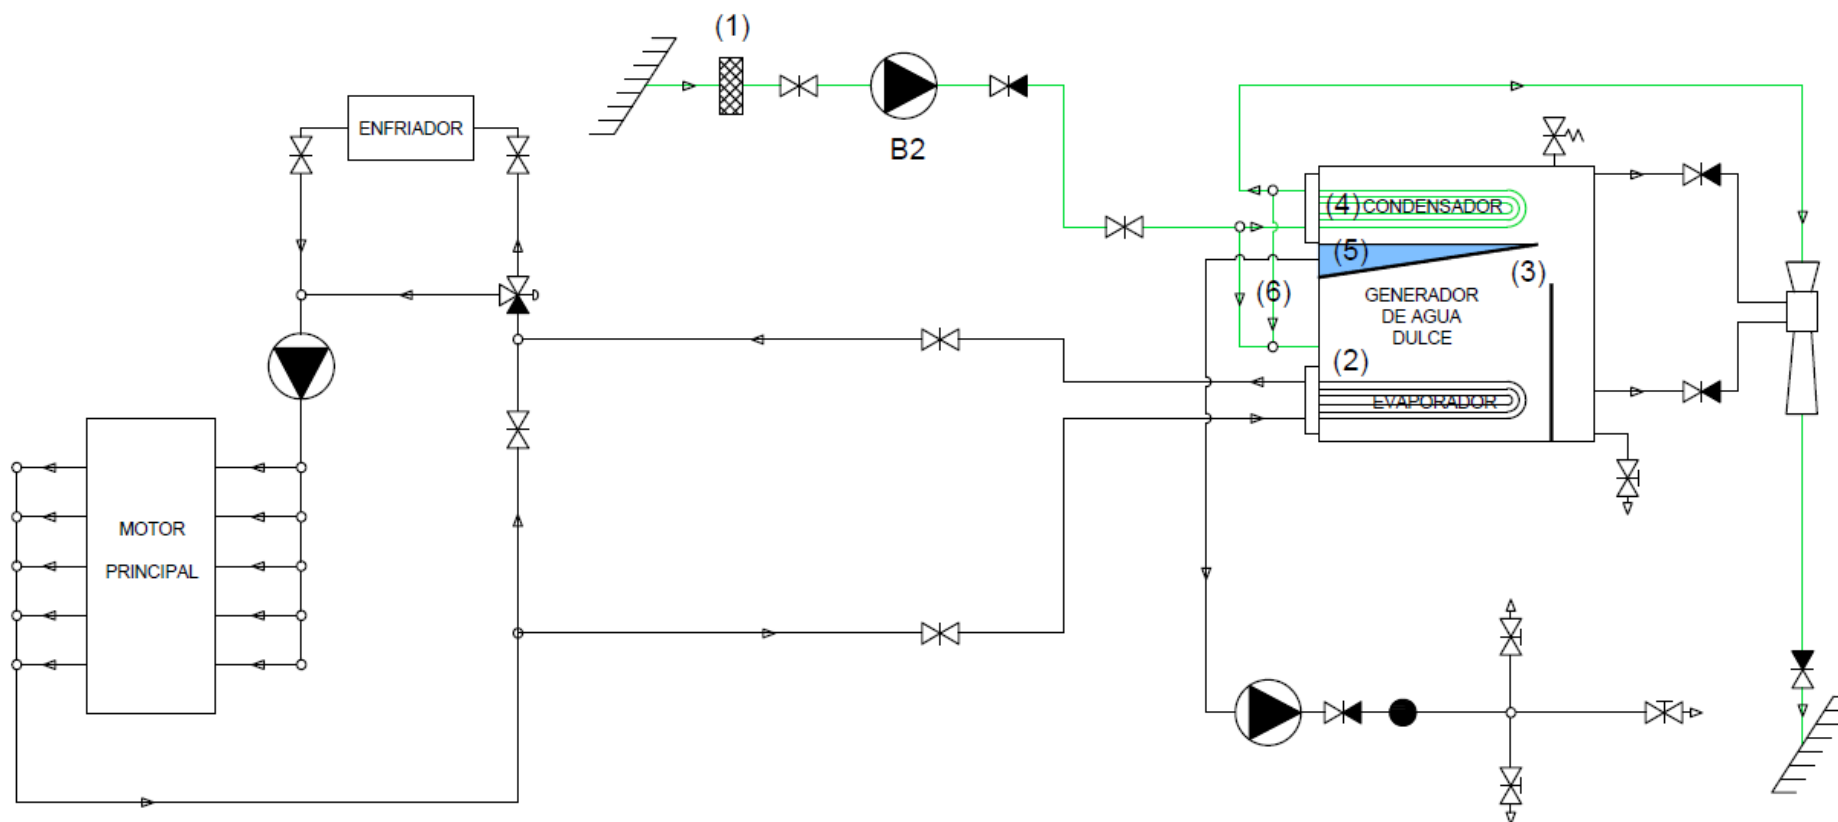 (1)
ENFRIADOR
B2
(4) CONDENSADOR
(5)
(3)
(6)
GENERADOR
DE AGUA
DULCE
(2)
EVAPORADOR
MOTOR
PRINCIPAL